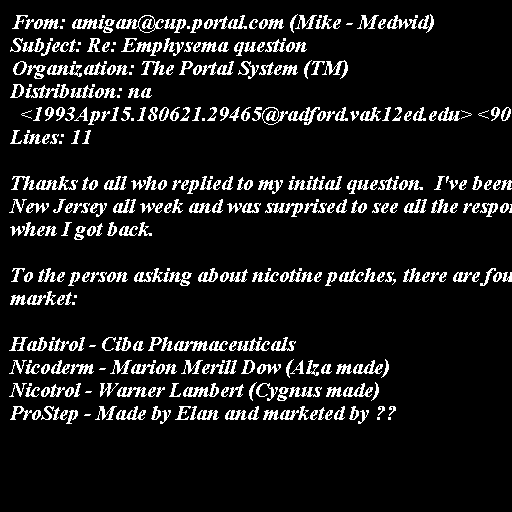 From: amigan@cup.portal.com (Mike - Medwid)
Subject: Re: Emphysema question
Organization: The Portal System (TM)
Distribution: na
<1993Apr15.180621.29465@radford.vak12ed.edu> <90
Lines: 11
Thanks to all who replied to my initial question. I've been
New Jersey all week and was surprised to see all the
when I got back.
To the person asking about nicotine patches, there are
market:
Habitrol - Ciba Pharmaceuticals
Nicoderm - Marion Merill Dow (Alza made)
Nicotrol - Warner Lambert (Cygnus made)
ProStep - Made by Elan and marketed by ??